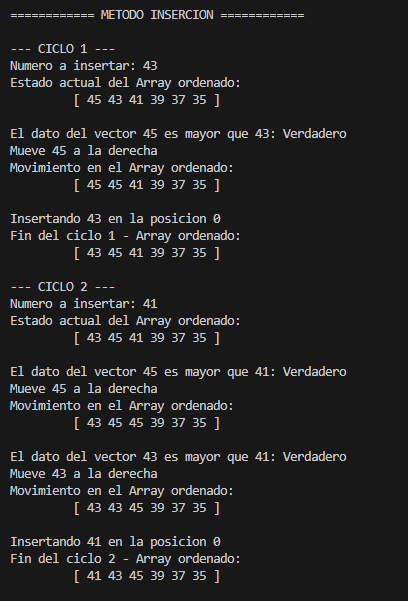 ============ METODO INSERCION ============
--- CICLO 1 ---
Numero a insertar: 43
Estado actual del Array ordenado:
[ 45 43 41 39 37 35 ]
El dato del vector 45 es mayor que 43: Verdadero
Mueve 45 a la derecha
Movimiento en el Array ordenado:
[ 45 45 41 39 37 35 ]
Insertando 43 en la posicion 0
Fin del ciclo 1 - Array ordenado:
[ 43 45 41 39 37 35 ]
--- CICLO 2 ---
Numero a insertar: 41
Estado actual del Array ordenado:
[ 43 45 41 39 37 35 ]
El dato del vector 45 es mayor que 41: Verdadero
Mueve 45 a la derecha
Movimiento en el Array ordenado:
[ 43 45 45 39 37 35 ]
El dato del vector 43 es mayor que 41: Verdadero
Mueve 43 a la derecha
Movimiento en el Array ordenado:
[ 43 43 45 39 37 35 ]
Insertando 41 en la posicion 0
Fin del ciclo 2 - Array ordenado:
[ 41 43 45 39 37 35 ]